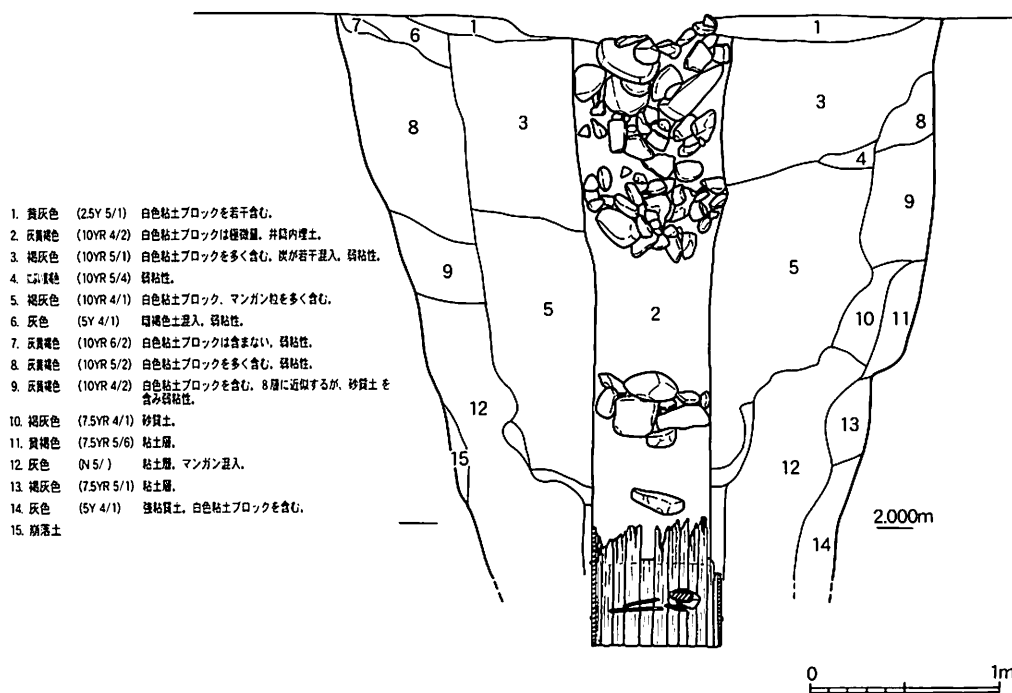 7 6 1 1
3 3
8 8
4
9
9
5 5
2
10 11
12 13
12
15
14
2.000m
1. 黄灰色 (2.5Y 5/1) 白色粘土ブロックを若干含む。
2. 灰黄褐色 (10YR 4/2) 白色粘土ブロックは極微量。井筒内埋土。
3. 褐灰色 (10YR 5/1) 白色粘土ブロックを多く含む。炭が若干混入。弱粘性。
4. にぶい黄褐色 (10YR 5/4) 弱粘性。
5. 褐灰色 (10YR 4/1) 白色粘土ブロック、マンガン粒を多く含む。
6. 灰色 (5Y 4/1) 褐色土混入。弱粘性。
7. 灰黄褐色 (10YR 6/2) 白色粘土ブロックは含まない。弱粘性。
8. 灰黄褐色 (10YR 5/2) 白色粘土ブロックを多く含む。弱粘性。
9. 灰黄褐色 (10YR 4/2) 白色粘土ブロックを含む。8層に近似するが、砂質土を
含み弱粘性。
10. 褐灰色 (7.5YR 4/1) 砂質土。
11. 黄褐色 (7.5YR 5/6) 粘土層。
12. 灰色 (N 5/ ) 粘土層。マンガン混入。
13. 褐灰色 (7.5YR 5/1) 粘土層。
14. 灰色 (5Y 4/1) 強粘質土。白色粘土ブロックを含む。
15. 崩落土
0 1m